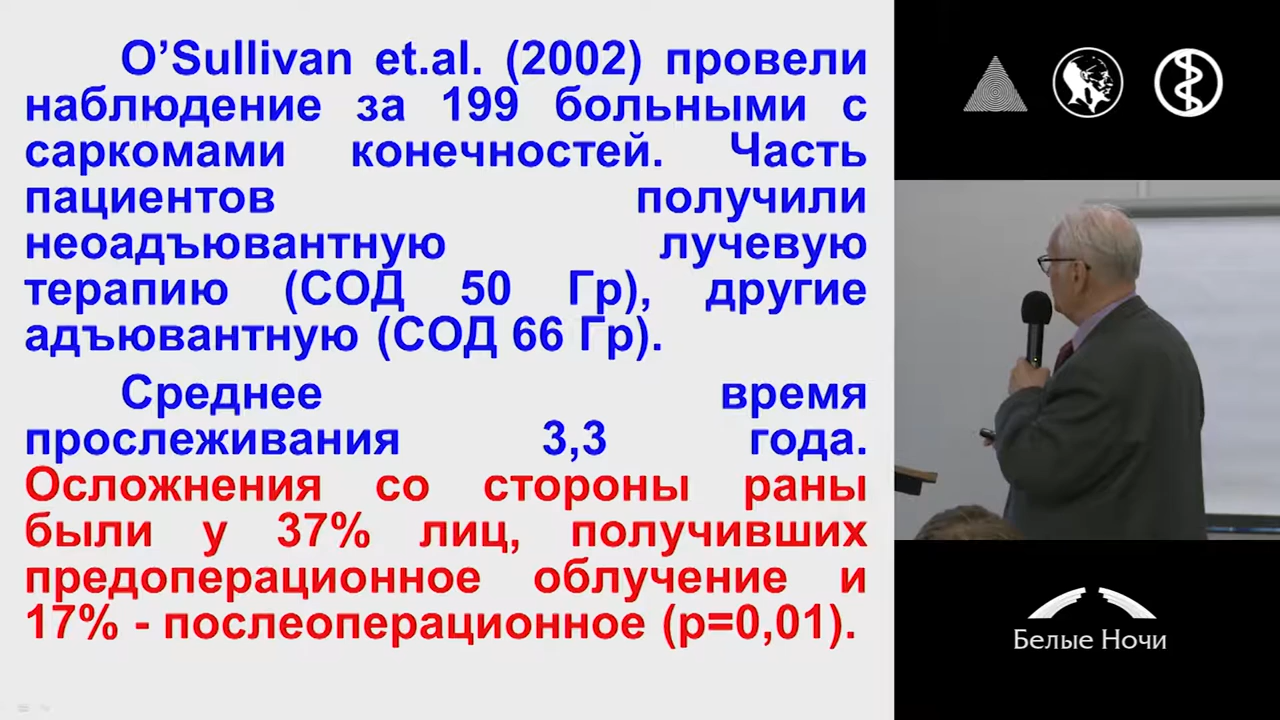 O’Sullivan et.al. (2002) провели
наблюдение за 199 больными с
саркомами конечностей. Часть
пациентов получили
неоадъювантную лучевую
терапию (СОД 50 Гр), другие
адъювантную (СОД 66 Гр).
Среднее время
прослеживания 3,3 года.
Осложнения со стороны раны
были у 37% лиц, получивших
предоперационное облучение и
17% - послеоперационное (р=0,01).
Белые Ночи